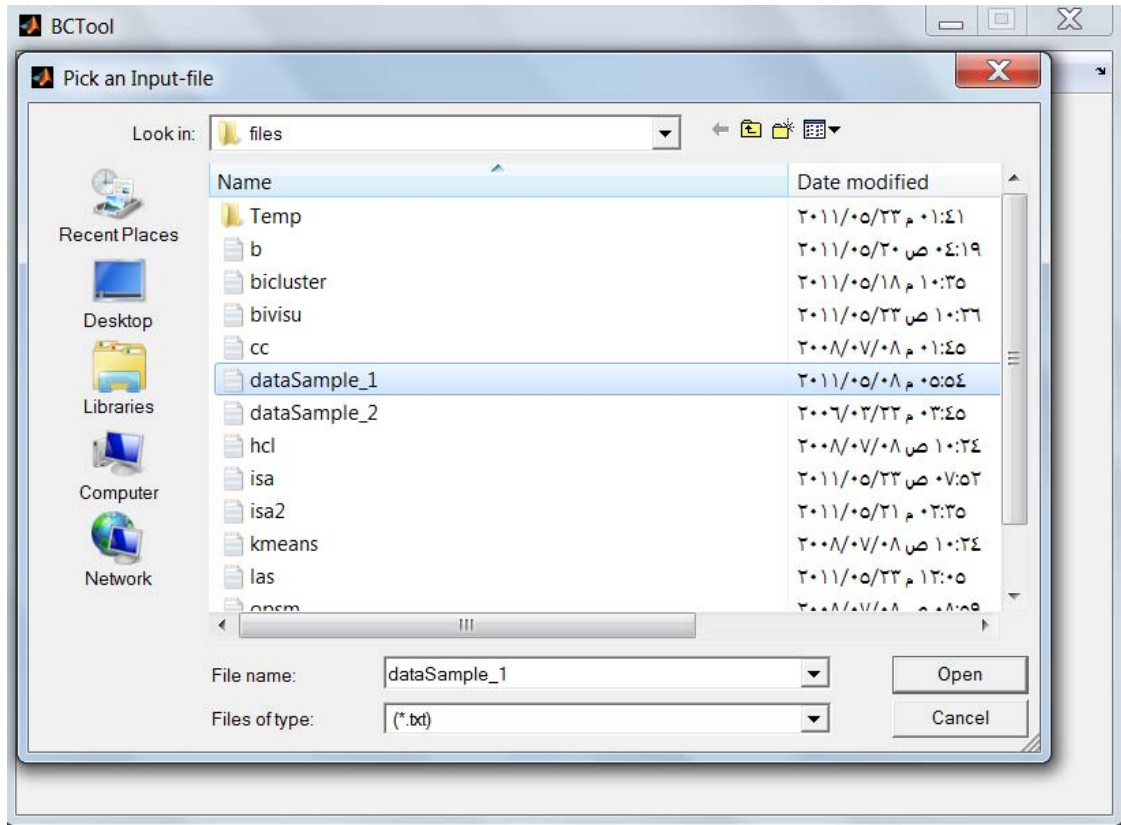 BCTool
Pick an Input-file
Look in: files
Name Date modified
Temp ٢٠١١/٠٥/٢٣ م ٠١:٤١
b ٢٠١١/٠٥/٢٠ ص ٠٤:١٩
bicluster ٢٠١١/٠٥/١٨ م ١٠:٣٥
bivisu ٢٠١١/٠٥/٢٣ ص ١٠:٢٦
cc ٢٠٠٨/٠٧/٠٨ م ٠١:٤٥
dataSample_1 ٢٠١١/٠٥/٠٨ م ٠٥:٥٤
dataSample_2 ٢٠٠٦/٠٣/٢٢ م ٠٣:٤٥
hcl ٢٠٠٨/٠٧/٠٨ ص ١٠:٢٤
isa ٢٠١١/٠٥/٢٣ ص ٠٧:٥٢
isa2 ٢٠١١/٠٥/٢١ م ٠٢:٣٥
kmeans ٢٠٠٨/٠٧/٠٨ ص ١٠:٢٤
las ٢٠١١/٠٥/٢٣ م ١٢:٠٥
opsm
Recent Places
Desktop
Libraries
Computer
Network
File name: dataSample_1 Open
Files of type: (*.txt) Cancel